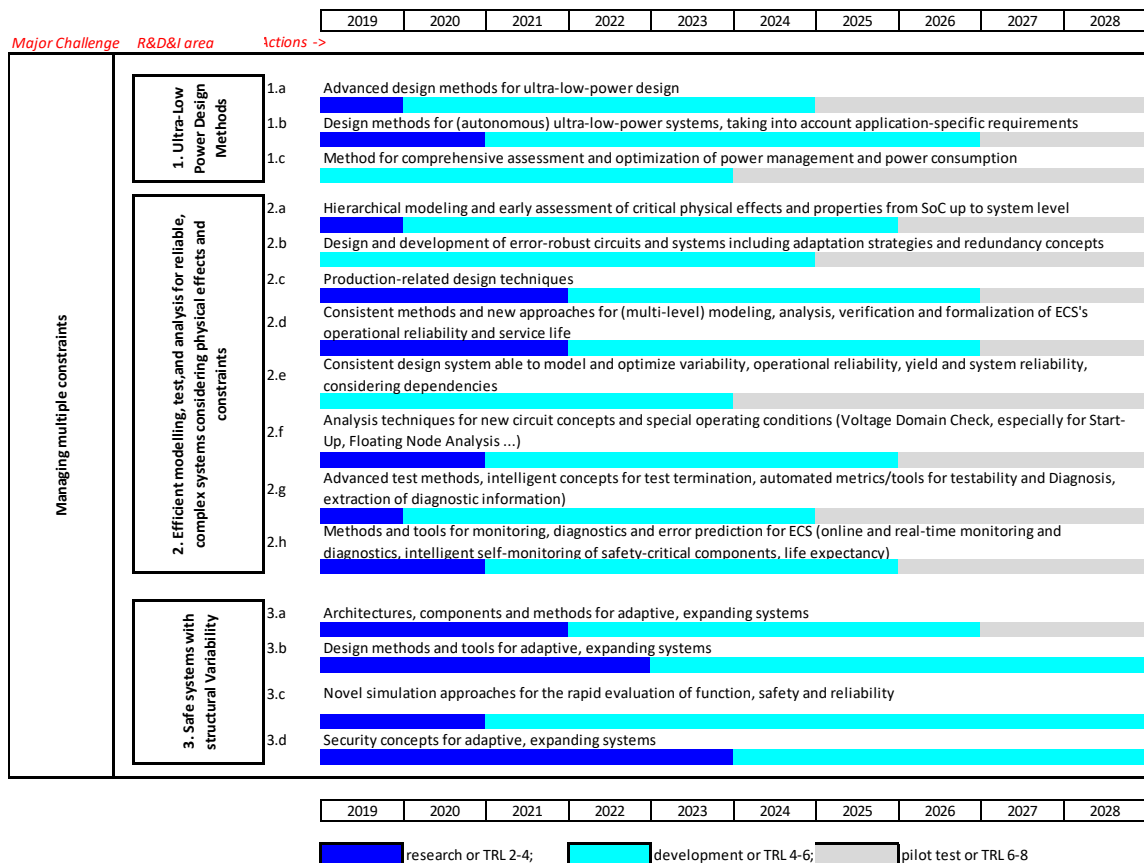 2019 2020 2021 2022 2023 2024 2025 2026 2027 2028
Major Challenge R&D&I area Actions ->
Managing multiple constraints
1. Ultra-Low
Power Design
Methods
1.a Advanced design methods for ultra-low-power design
1.b Design methods for (autonomous) ultra-low-power systems, taking into account application-specific requirements
1.c Method for comprehensive assessment and optimization of power management and power consumption
2. Efficient modelling, test,and analysis for reliable,
complex systems considering physical effects and
constraints
2.a Hierarchical modeling and early assessment of critical physical effects and properties from SoC up to system level
2.b Design and development of error-robust circuits and systems including adaptation strategies and redundancy concepts
2.c Production-related design techniques
2.d Consistent methods and new approaches for (multi-level) modeling, analysis, verification and formalization of ECS's
operational reliability and service life
2.e Consistent design system able to model and optimize variability, operational reliability, yield and system reliability,
considering dependencies
2.f Analysis techniques for new circuit concepts and special operating conditions (Voltage Domain Check, especially for Start-
Up, Floating Node Analysis ...)
2.g Advanced test methods, intelligent concepts for test termination, automated metrics/tools for testability and Diagnosis,
extraction of diagnostic information)
2.h Methods and tools for monitoring, diagnostics and error prediction for ECS (online and real-time monitoring and
diagnostics, intelligent self-monitoring of safety-critical components, life expectancy)
3. Safe systems with
structural Variability
3.a Architectures, components and methods for adaptive, expanding systems
3.b Design methods and tools for adaptive, expanding systems
3.c Novel simulation approaches for the rapid evaluation of function, safety and reliability
3.d Security concepts for adaptive, expanding systems
2019 2020 2021 2022 2023 2024 2025 2026 2027 2028
research or TRL 2-4; development or TRL 4-6; pilot test or TRL 6-8